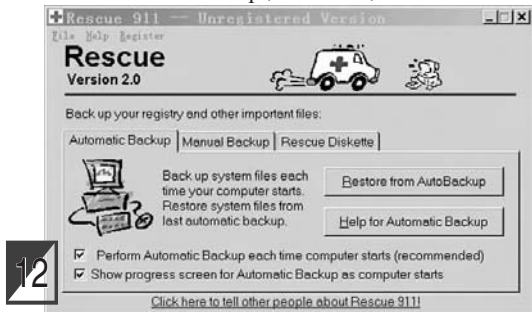 Rescue 911 -- Unregistered Version
File Help Register
Rescue
Version 2.0
Back up your registry and other important files:
Automatic Backup Manual Backup Rescue Diskette
Back up system files each
time your computer starts.
Restore system files from
last automatic backup.
Restore from AutoBackup
Help for Automatic Backup
Perform Automatic Backup each time computer starts (recommended)
Show progress screen for Automatic Backup as computer starts
12
Click here to tell other people about Rescue 911!